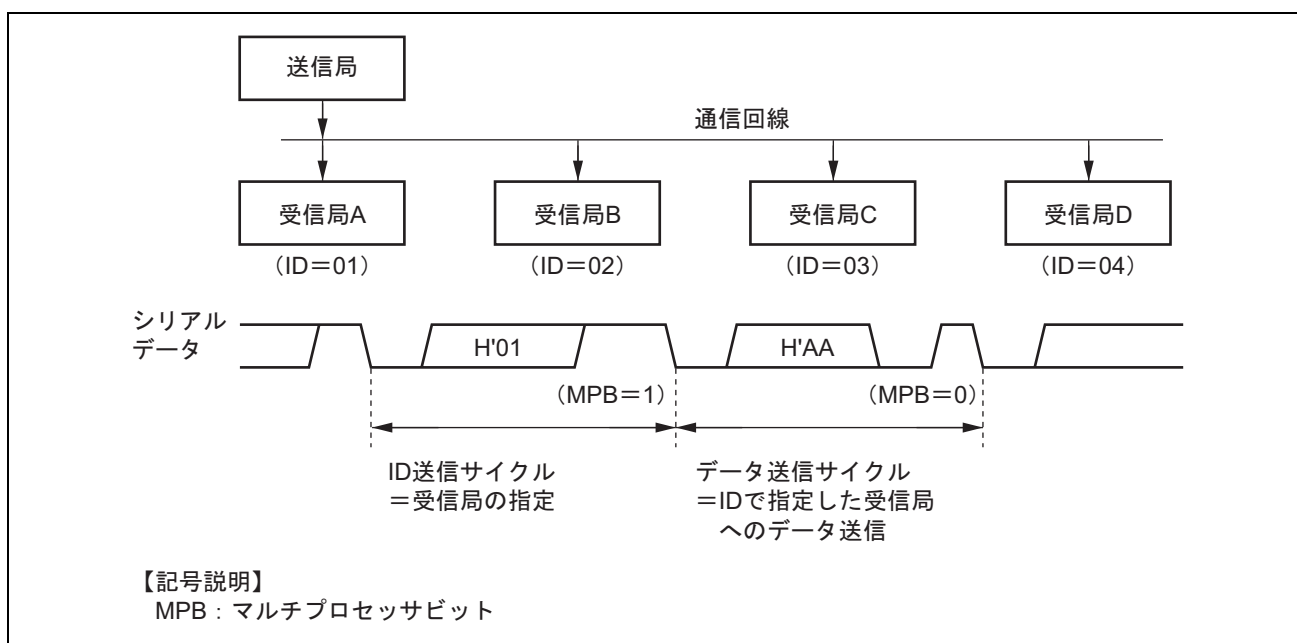 送信局
通信回線
受信局A 受信局B 受信局C 受信局D
（ID＝01） （ID＝02） （ID＝03） （ID＝04）
シリアル
データ
H'01 H'AA
（MPB＝1） （MPB＝0）
ID送信サイクル
＝受信局の指定
データ送信サイクル
＝IDで指定した受信局
へのデータ送信
【記号説明】
MPB：マルチプロセッサビット